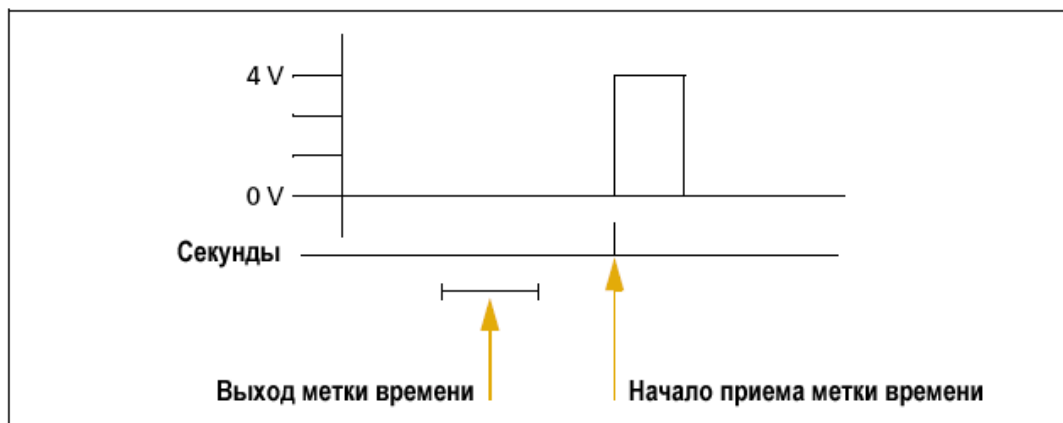 4 V
0 V
Секунды
Выход метки времени
Начало приема метки времени